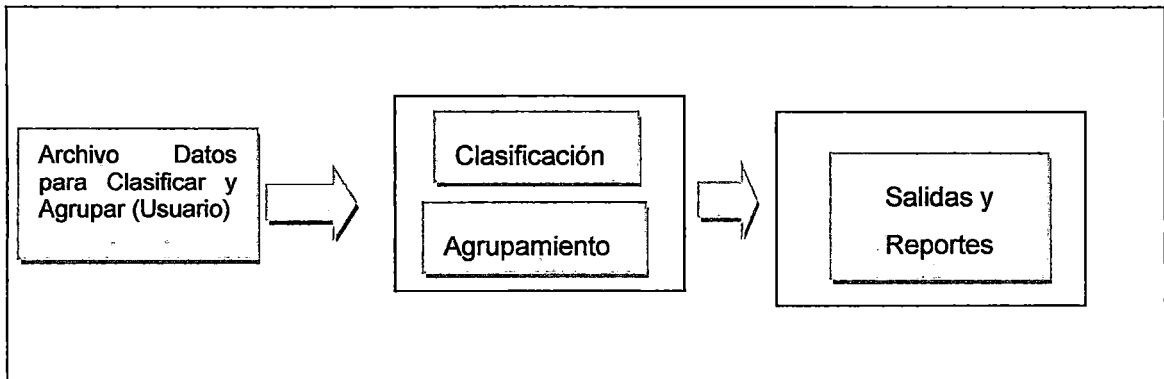 Archivo Datos
para Clasificar y
Agrupar (Usuario)
Clasificación
Agrupamiento
Salidas y
Reportes